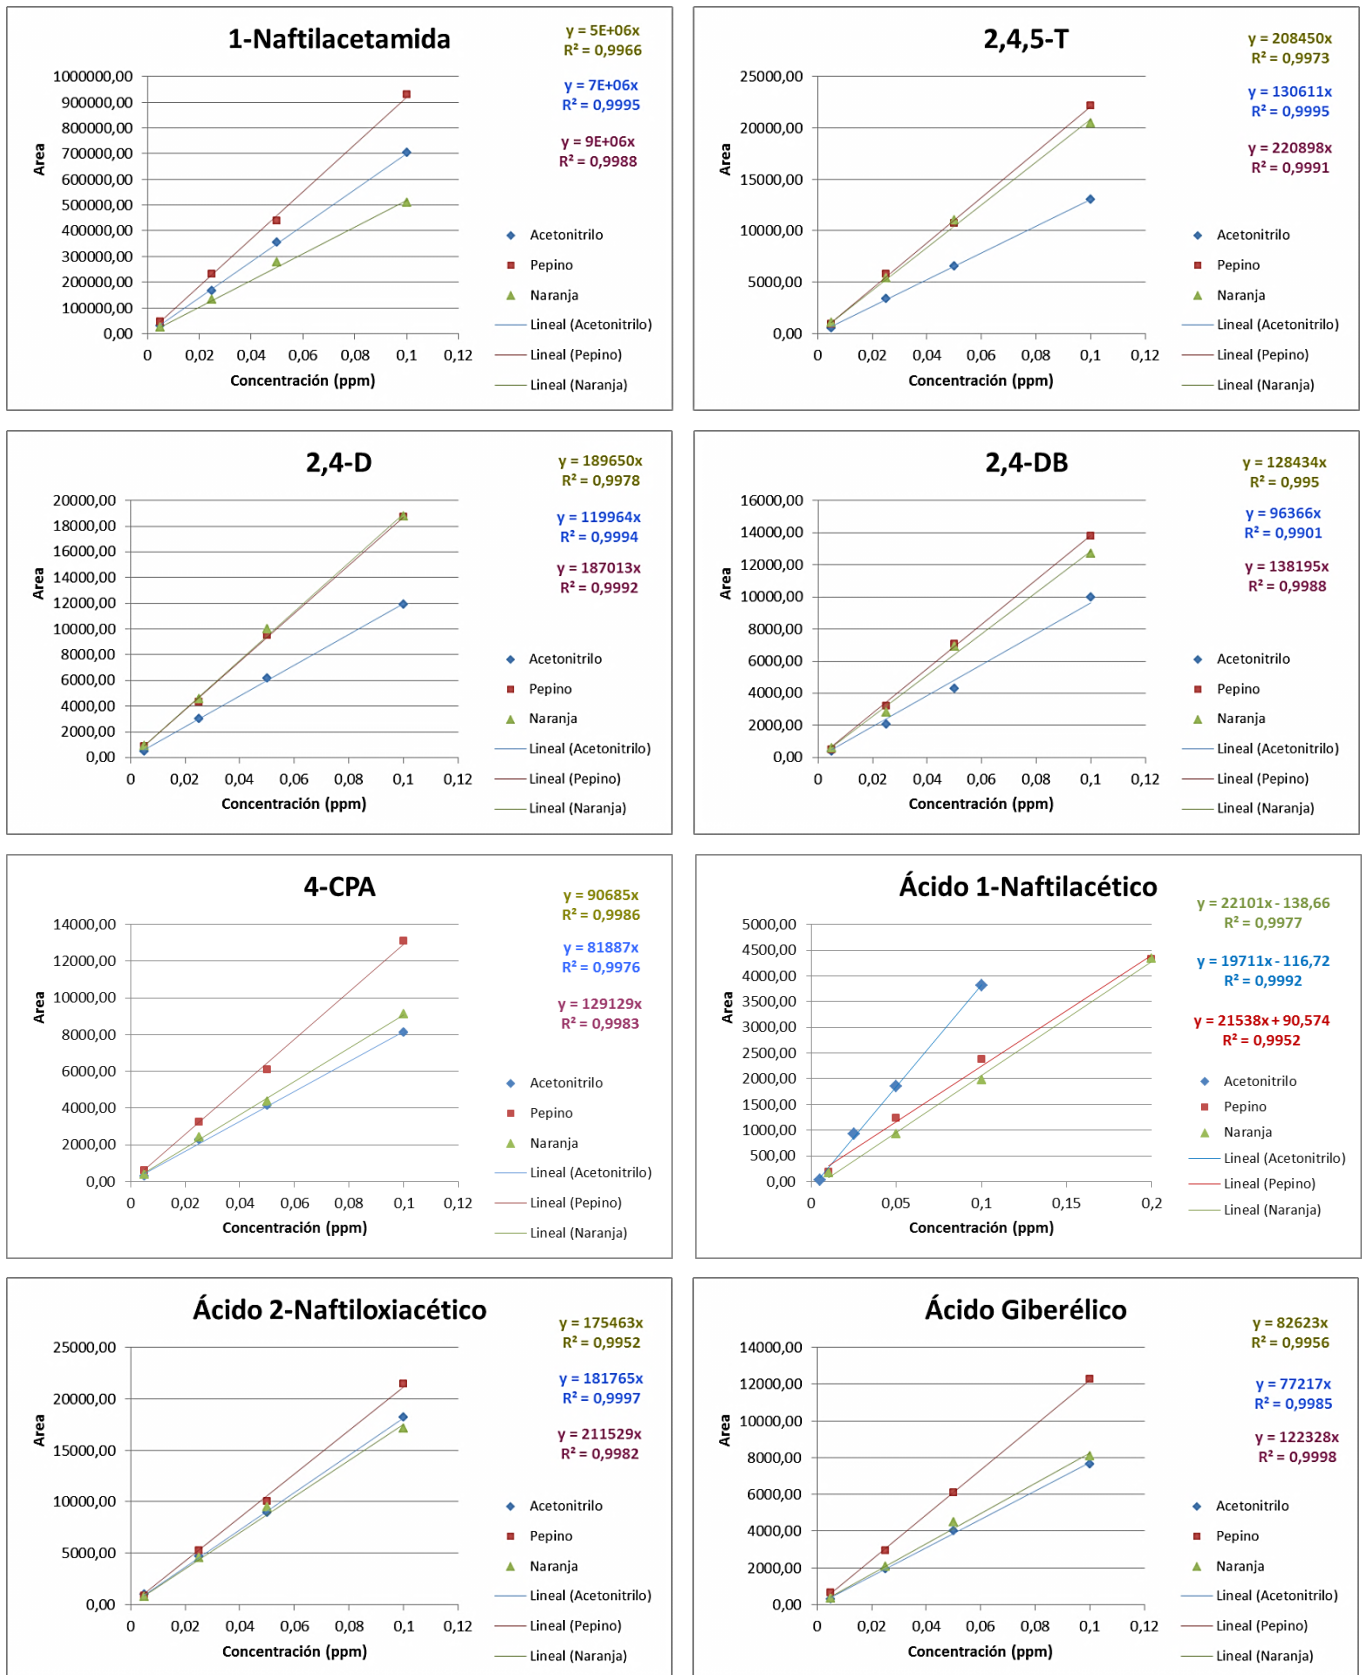 1-Naftilacetamida
y = 5E+06x
R² = 0,9966
y = 7E+06x
R² = 0,9995
y = 9E+06x
R² = 0,9988
1000000,00
900000,00
800000,00
700000,00
600000,00
500000,00
400000,00
300000,00
200000,00
100000,00
0,00
Area
0 0,02 0,04 0,06 0,08 0,1 0,12
Concentración (ppm)
Acetonitrilo
Pepino
Naranja
Lineal (Acetonitrilo)
Lineal (Pepino)
Lineal (Naranja)
2,4,5-T
y = 208450x
R² = 0,9973
y = 130611x
R² = 0,9995
y = 220898x
R² = 0,9991
25000,00
20000,00
15000,00
10000,00
5000,00
0,00
Area
0 0,02 0,04 0,06 0,08 0,1 0,12
Concentración (ppm)
Acetonitrilo
Pepino
Naranja
Lineal (Acetonitrilo)
Lineal (Pepino)
Lineal (Naranja)
2,4-D
y = 189650x
R² = 0,9978
y = 119964x
R² = 0,9994
y = 187013x
R² = 0,9992
20000,00
18000,00
16000,00
14000,00
12000,00
10000,00
8000,00
6000,00
4000,00
2000,00
0,00
Area
0 0,02 0,04 0,06 0,08 0,1 0,12
Concentración (ppm)
Acetonitrilo
Pepino
Naranja
Lineal (Acetonitrilo)
Lineal (Pepino)
Lineal (Naranja)
2,4-DB
y = 128434x
R² = 0,995
y = 96366x
R² = 0,9901
y = 138195x
R² = 0,9988
16000,00
14000,00
12000,00
10000,00
8000,00
6000,00
4000,00
2000,00
0,00
Area
0 0,02 0,04 0,06 0,08 0,1 0,12
Concentración (ppm)
Acetonitrilo
Pepino
Naranja
Lineal (Acetonitrilo)
Lineal (Pepino)
Lineal (Naranja)
4-CPA
y = 90685x
R² = 0,9986
y = 81887x
R² = 0,9976
y = 129129x
R² = 0,9983
14000,00
12000,00
10000,00
8000,00
6000,00
4000,00
2000,00
0,00
Area
0 0,02 0,04 0,06 0,08 0,1 0,12
Concentración (ppm)
Acetonitrilo
Pepino
Naranja
Lineal (Acetonitrilo)
Lineal (Pepino)
Lineal (Naranja)
Ácido 1-Naftilacético
y = 22101x - 138,66
R² = 0,9977
y = 19711x - 116,72
R² = 0,9992
y = 21538x + 90,574
R² = 0,9952
5000,00
4500,00
4000,00
3500,00
3000,00
2500,00
2000,00
1500,00
1000,00
500,00
0,00
Area
0 0,05 0,1 0,15 0,2
Concentración (ppm)
Acetonitrilo
Pepino
Naranja
Lineal (Acetonitrilo)
Lineal (Pepino)
Lineal (Naranja)
Ácido 2-Naftiloxiacético
y = 175463x
R² = 0,9952
y = 181765x
R² = 0,9997
y = 211529x
R² = 0,9982
25000,00
20000,00
15000,00
10000,00
5000,00
0,00
Area
0 0,02 0,04 0,06 0,08 0,1 0,12
Concentración (ppm)
Acetonitrilo
Pepino
Naranja
Lineal (Acetonitrilo)
Lineal (Pepino)
Lineal (Naranja)
Ácido Giberélico
y = 82623x
R² = 0,9956
y = 77217x
R² = 0,9985
y = 122328x
R² = 0,9998
14000,00
12000,00
10000,00
8000,00
6000,00
4000,00
2000,00
0,00
Area
0 0,02 0,04 0,06 0,08 0,1 0,12
Concentración (ppm)
Acetonitrilo
Pepino
Naranja
Lineal (Acetonitrilo)
Lineal (Pepino)
Lineal (Naranja)